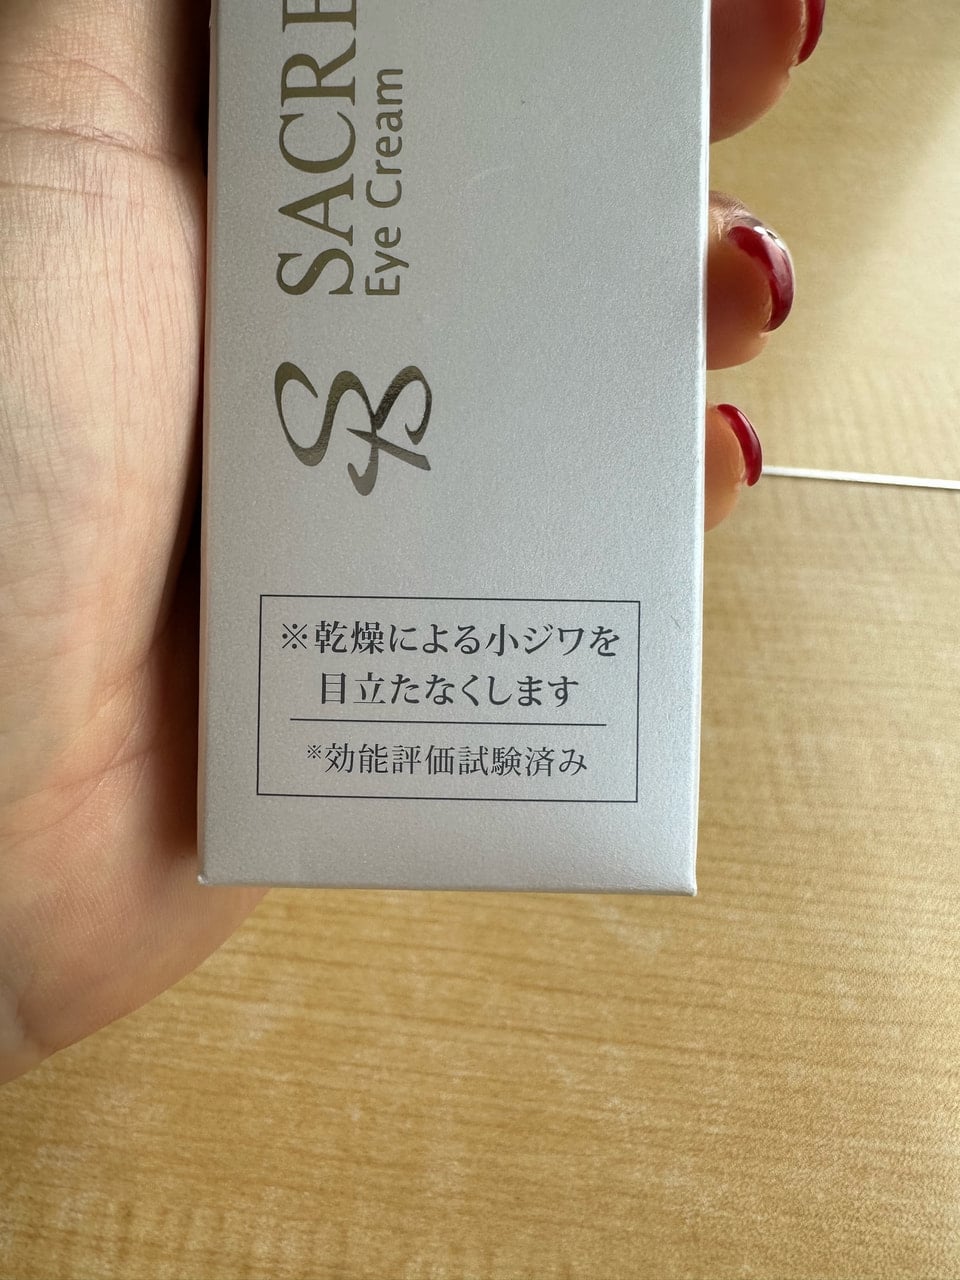 Eye Cream
※乾燥による小ジワを
目立たなくします
※効能評価試験済み